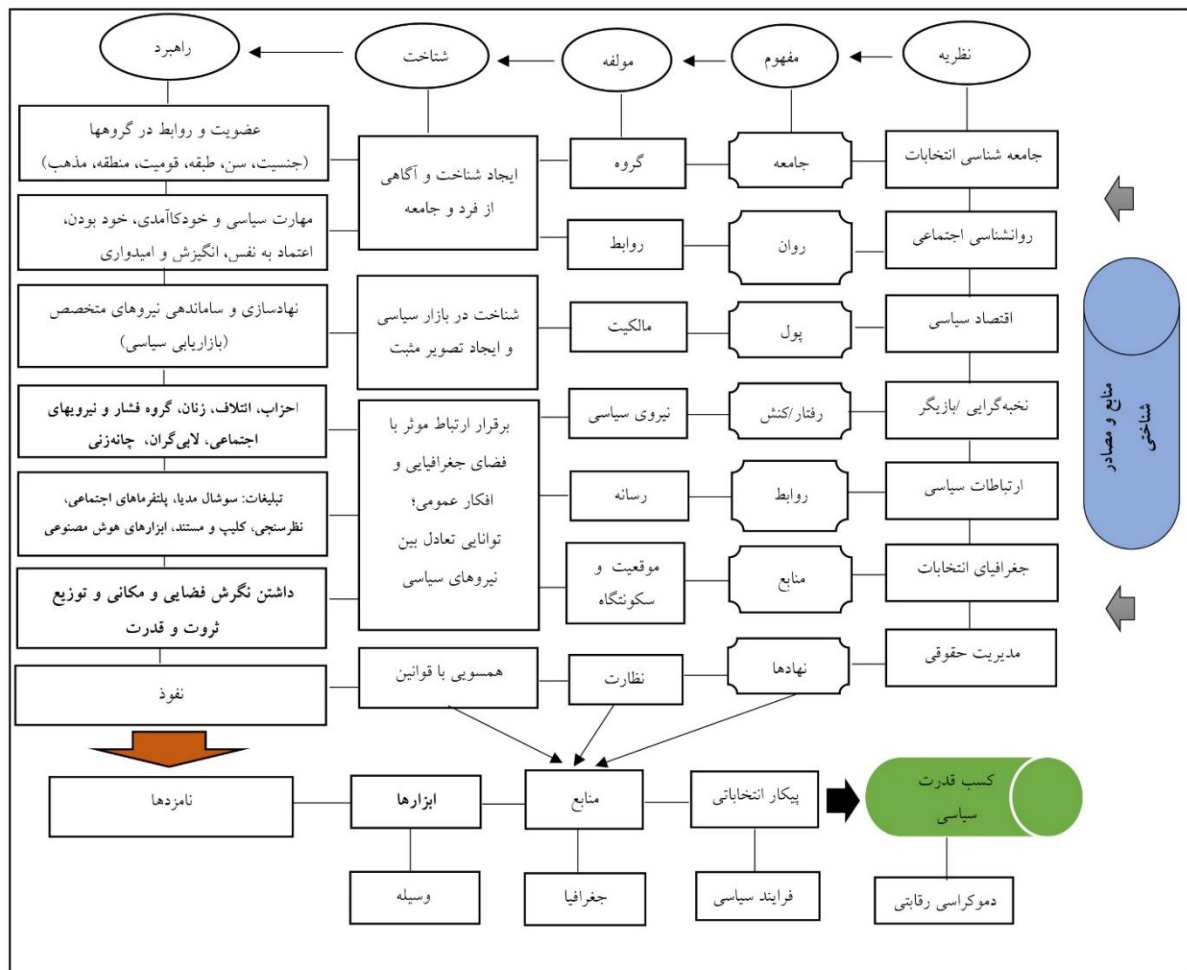 نظریه
مفهوم
مولفه
شناخت
راهبرد
جامعه شناسی انتخابات
جامعه
گروه
ایجاد شناخت و آگاهی
از فرد و جامعه
عضویت و روابط در گروهها
(جنسیت، سن، طبقه، قومیت، منطقه، مذهب)
روانشناسی اجتماعی
روان
روابط
مهارت سیاسی و خودکاآمدی، خود بودن،
اعتماد به نفس، انگیزش و امیدواری
اقتصاد سیاسی
پول
مالکیت
شناخت در بازار سیاسی
و ایجاد تصویر مثبت
نهادسازی و ساماندهی نیروهای متخصص
(بازاریابی سیاسی)
نخبه‌گرایی /بازیگر
رفتار/کنش
نیروی سیاسی
برقرار ارتباط موثر با
فضای جغرافیایی و
افکار عمومی؛
توانایی تعادل بین
نیروهای سیاسی
احزاب، ائتلاف، زنان، گروه فشار و نیرویهای
اجتماعی، لابی‌گران، چانه‌زنی
ارتباطات سیاسی
روابط
رسانه
تبلیغات: سوشال مدیا، پلتفرماهای اجتماعی،
نظرسنجی، کلیپ و مستند، ابزارهای هوش مصنوعی
جغرافیای انتخابات
منابع
موقعیت و
سکونتگاه
داشتن نگرش فضایی و مکانی و توزیع
ثروت و قدرت
مدیریت حقوقی
نهادها
نظارت
همسویی با قوانین
نفوذ
منابع و مصادر
شناختی
کسب قدرت
سیاسی
پیکار انتخاباتی
منابع
ابزارها
نامزدها
دموکراسی رقابتی
فرایند سیاسی
جغرافیا
وسیله